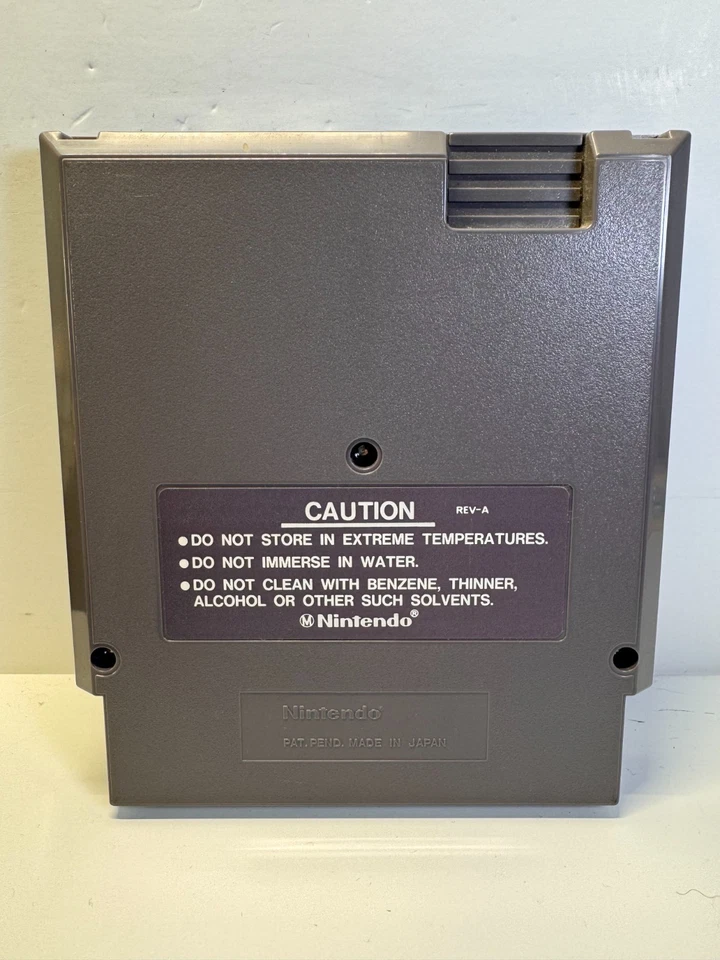 CAUTION REV-A
●DO NOT STORE IN EXTREME TEMPERATURES.
●DO NOT IMMERSE IN WATER.
●DO NOT CLEAN WITH BENZENE, THINNER,
ALCOHOL OR OTHER SUCH SOLVENTS.
Ⓜ Nintendo®
Nintendo®
PAT. PEND. MADE IN JAPAN